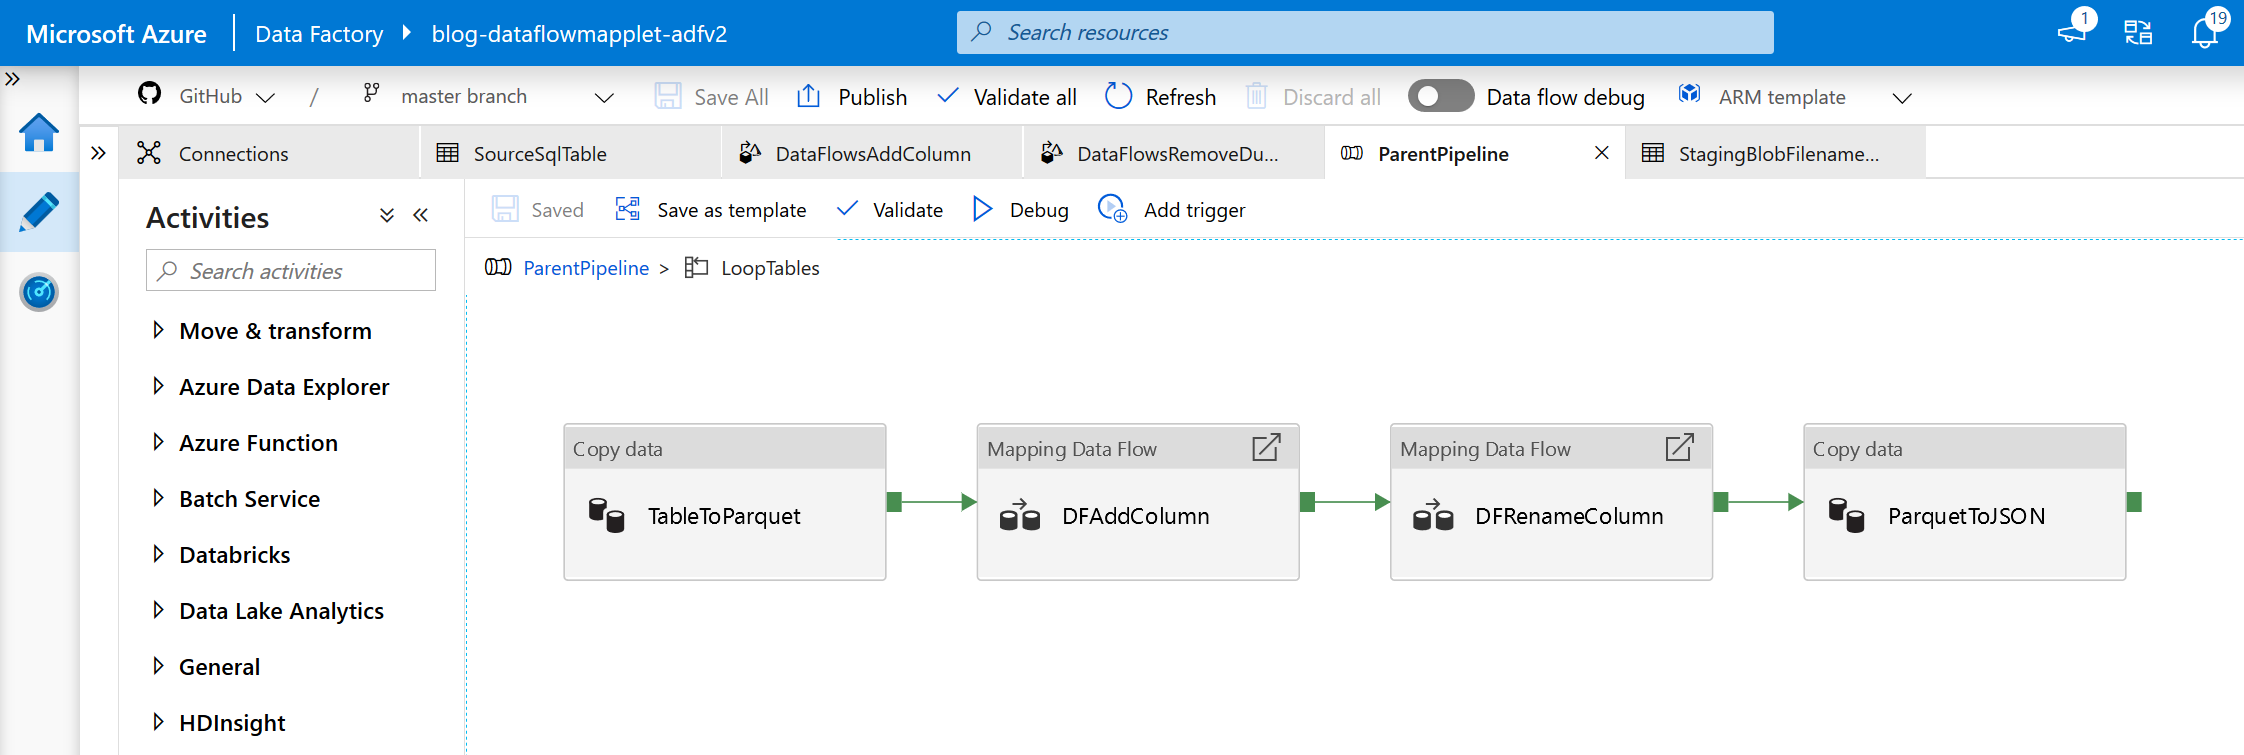 Microsoft Azure Data Factory blog-dataflowmapplet-adfv2 Search resources 1 19
GitHub / master branch Save All Publish Validate all Refresh Discard all Data flow debug ARM template
Connections SourceSqlTable DataFlowsAddColumn DataFlowsRemoveDu... ParentPipeline StagingBlobFilename...
Activities
Saved Save as template Validate Debug Add trigger
Search activities
ParentPipeline > LoopTables
Move & transform
Azure Data Explorer
Azure Function
Batch Service
Databricks
Data Lake Analytics
General
HDInsight
Copy data
TableToParquet
Mapping Data Flow
DFAddColumn
Mapping Data Flow
DFRenameColumn
Copy data
ParquetToJSON